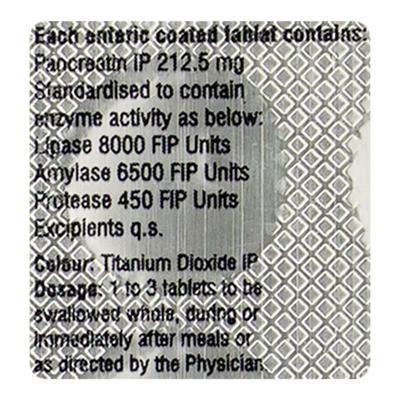 Each enteric coated tablet contains:
Pancreatin IP 212.5 mg
Standardised to contain
enzyme activity as below:
Lipase 8000 FIP Units
Amylase 6500 FIP Units
Protease 450 FIP Units
Excipients q.s.
Colour: Titanium Dioxide IP
Dosage: 1 to 3 tablets to be
swallowed whole, during or
immediately after meals or
as directed by the Physician